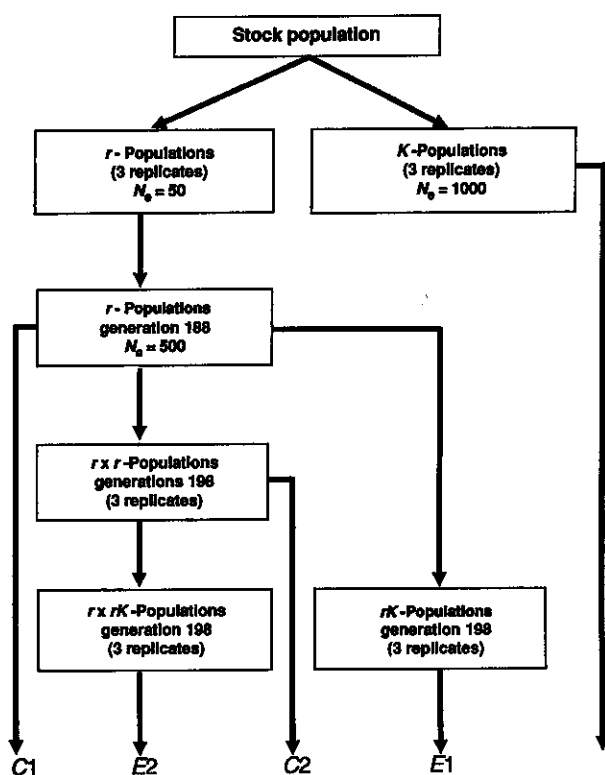 Stock population
r - Populations
(3 replicates)
Nₑ = 50
K -Populations
(3 replicates)
Nₑ = 1000
r - Populations
generation 188
Nₑ = 500
r x r -Populations
generations 198
(3 replicates)
r x rK -Populations
generation 198
(3 replicates)
rK -Populations
generation 198
(3 replicates)
C1
E2
C2
E1